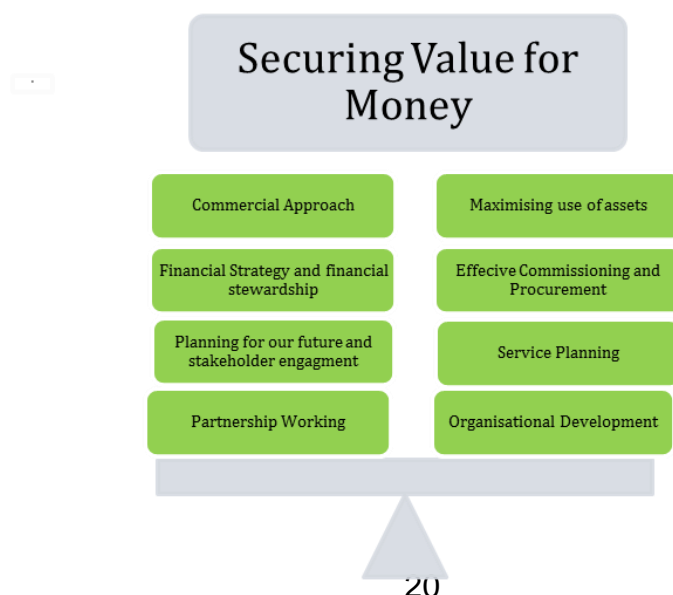 Securing Value for
Money
Commercial Approach
Maximising use of assets
Financial Strategy and financial
stewardship
Effecive Commissioning and
Procurement
Planning for our future and
stakeholder engagment
Service Planning
Partnership Working
Organisational Development
20